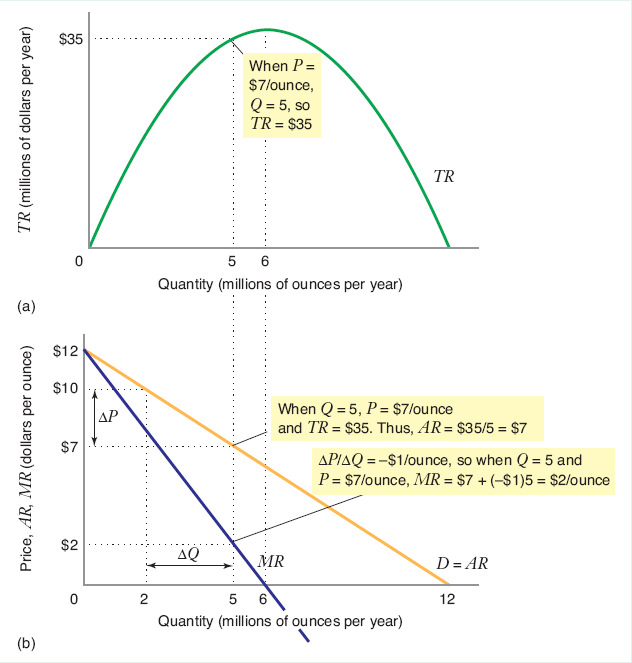 TR (millions of dollars per year)
$35
When P =
$7/ounce,
Q = 5, so
TR = $35
TR
0
5
6
Quantity (millions of ounces per year)
(a)
Price, AR, MR (dollars per ounce)
$12
$10
ΔP
When Q = 5, P = $7/ounce
and TR = $35. Thus, AR = $35/5 = $7
$7
ΔP/ΔQ = –$1/ounce, so when Q = 5 and
P = $7/ounce, MR = $7 + (–$1)5 = $2/ounce
$2
ΔQ
MR
D = AR
0
2
5
6
12
Quantity (millions of ounces per year)
(b)